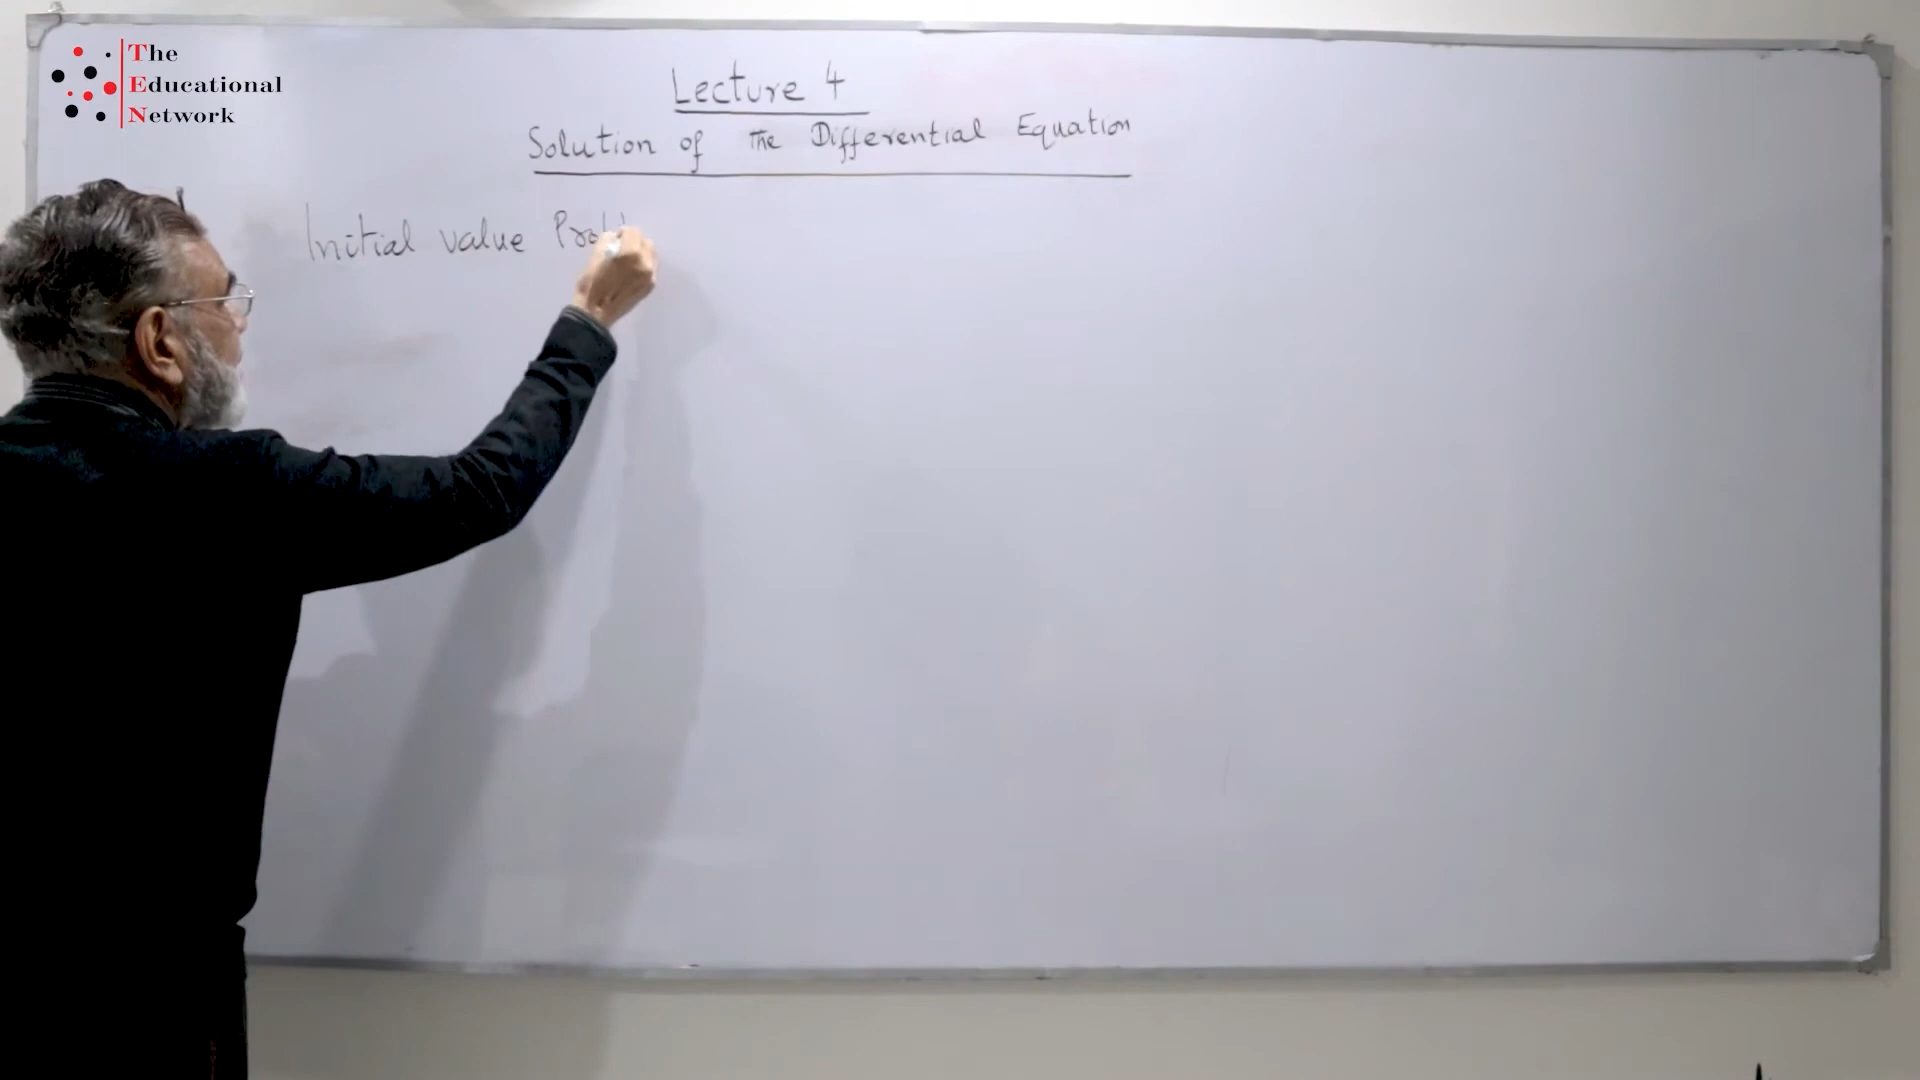 The
Educational
Network
Lecture 4
Solution of The Differential Equation
Initial value